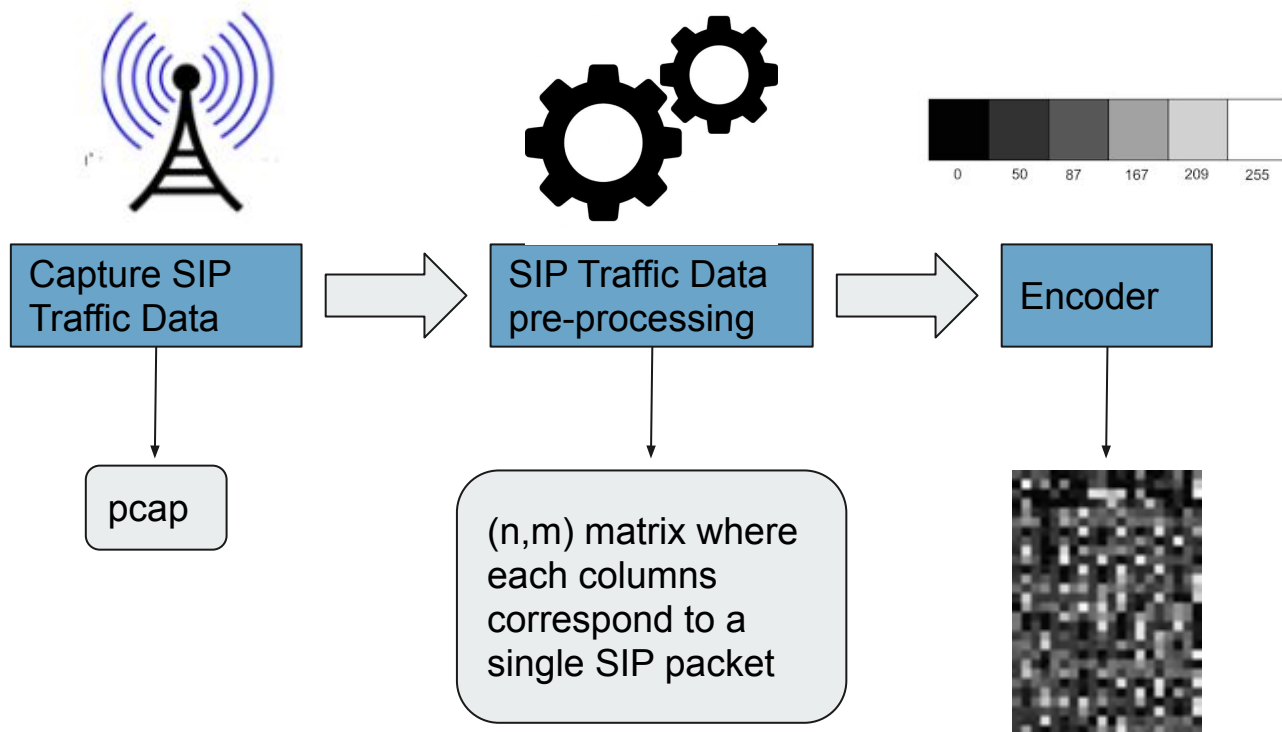 0 50 87 167 209 255
Capture SIP
Traffic Data
SIP Traffic Data
pre-processing
Encoder
pcap
(n,m) matrix where
each columns
correspond to a
single SIP packet